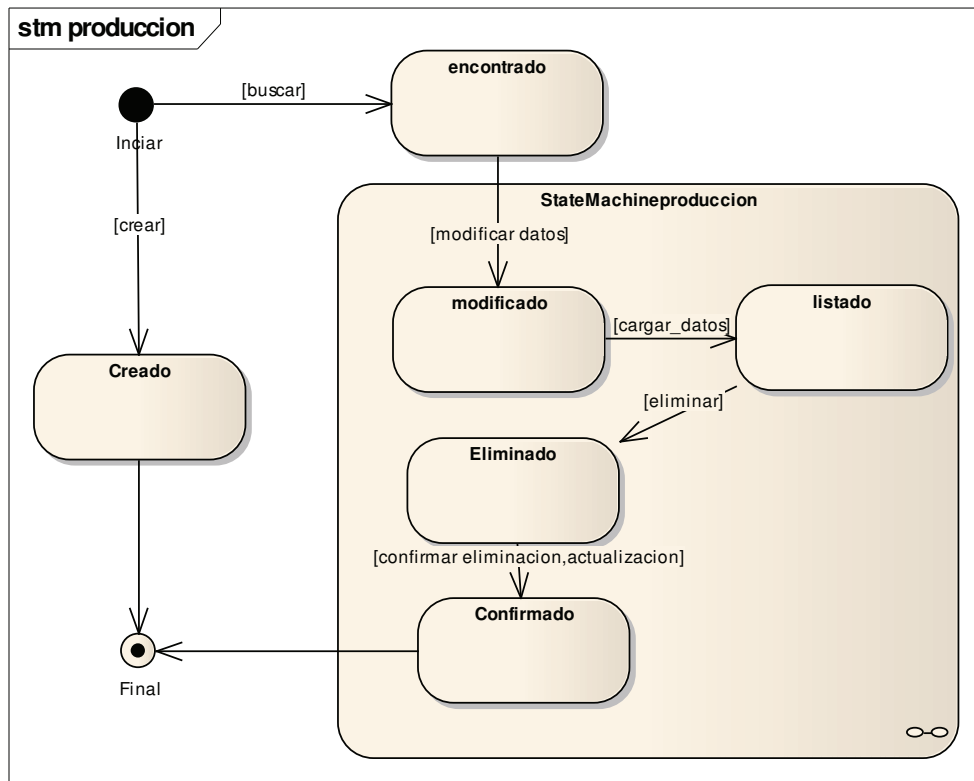 stm produccion
encontrado
[buscar]
Inciar
StateMachineproduccion
[crear]
[modificar datos]
modificado
listado
[cargar_datos]
Creado
[eliminar]
Eliminado
[confirmar eliminacion,actualizacion]
Confirmado
Final